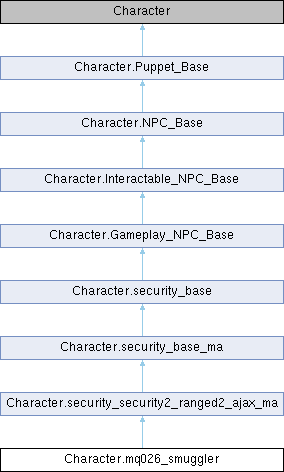 Character
Character.Puppet_Base
Character.NPC_Base
Character.Interactable_NPC_Base
Character.Gameplay_NPC_Base
Character.security_base
Character.security_base_ma
Character.security_security2_ranged2_ajax_ma
Character.mq026_smuggler